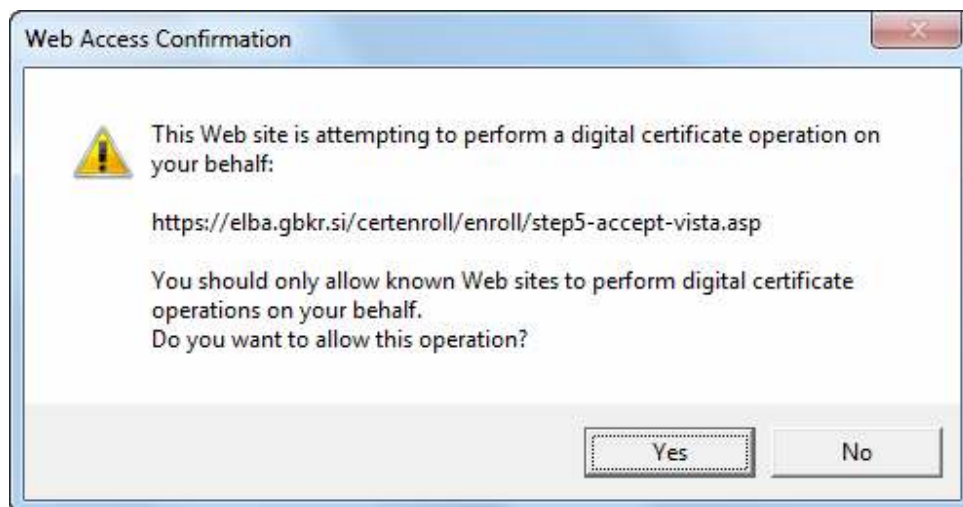 Web Access Confirmation
This Web site is attempting to perform a digital certificate operation on
your behalf:
https://elba.gbkr.si/certenroll/enroll/step5-accept-vista.asp
You should only allow known Web sites to perform digital certificate
operations on your behalf.
Do you want to allow this operation?
Yes
No